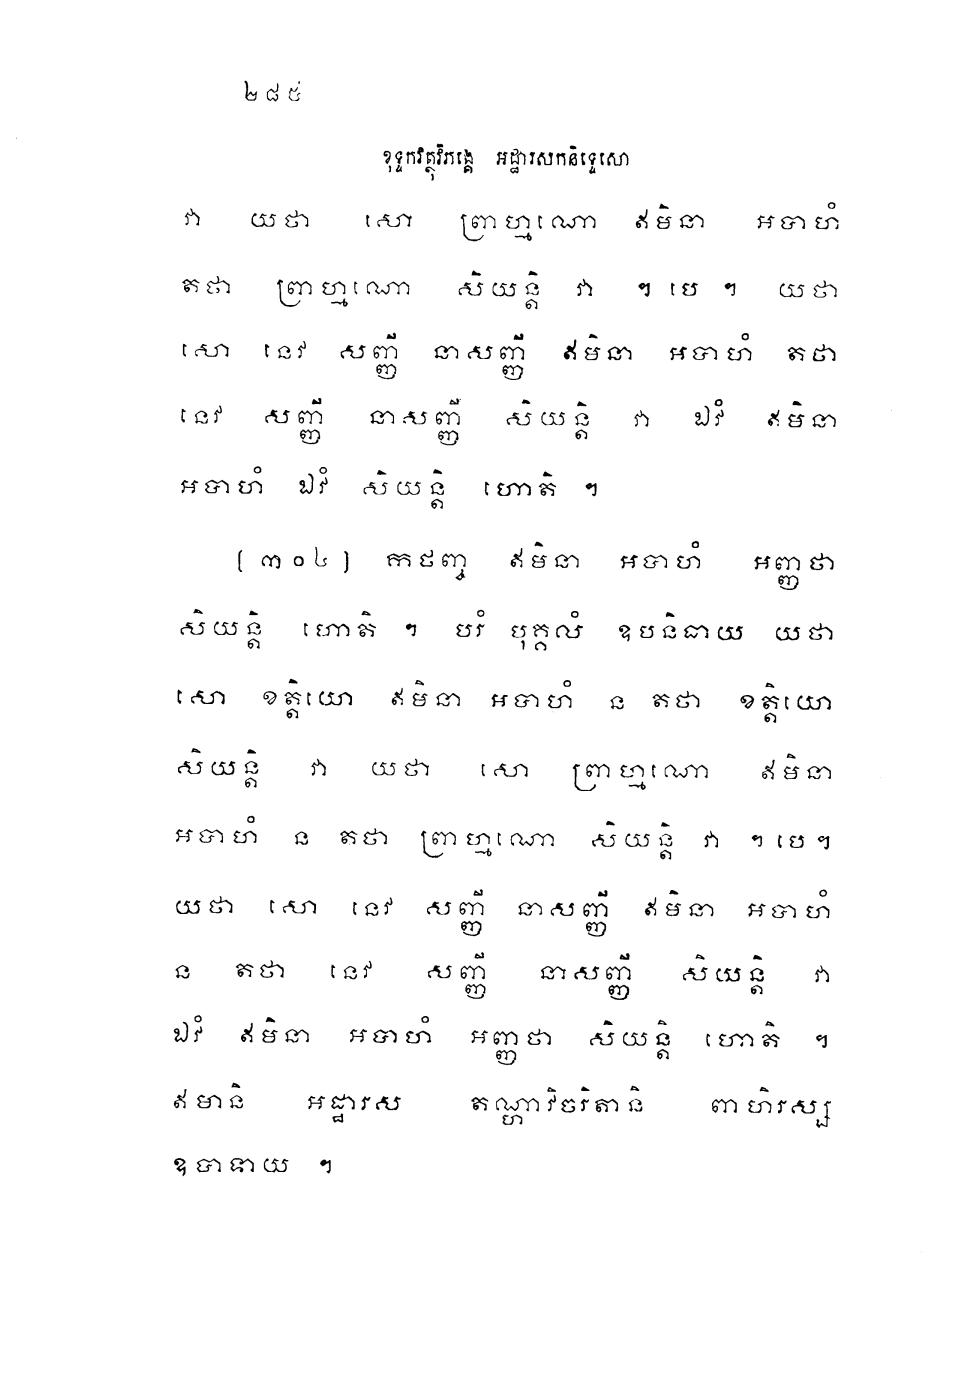 ២៨៥
ខុទ្ទកវត្ថុវិភង្គេ អដ្ឋារសកនិទ្ទេសោ
វា យថា សោ ព្រាហ្មណោ ឥមិនា អទាហំ
តថា ព្រាហ្មណោ សិយន្តិ វា ។ បេ ។ យថា
សោ នេវ សញ្ញី នាសញ្ញី ឥមិនា អទាហំ តថា
នេវ សញ្ញី នាសញ្ញី សិយន្តិ វា ឯវំ ឥមិនា
អទាហំ ឯវំ សិយន្តិ ហោតិ ។
[៣០៤] កថញ្ច ឥមិនា អទាហំ អញ្ញថា
សិយន្តិ ហោតិ ។ បរំ បុគ្គលំ ឧបនិធាយ យថា
សោ ខត្តិយោ ឥមិនា អទាហំ ន តថា ខត្តិយោ
សិយន្តិ វា យថា សោ ព្រាហ្មណោ ឥមិនា
អទាហំ ន តថា ព្រាហ្មណោ សិយន្តិ វា ។ បេ។
យថា សោ នេវ សញ្ញី នាសញ្ញី ឥមិនា អទាហំ
ន តថា នេវ សញ្ញី នាសញ្ញី សិយន្តិ វា
ឯវំ ឥមិនា អទាហំ អញ្ញថា សិយន្តិ ហោតិ ។
ឥមានិ អដ្ឋារស តណ្ហាវិចរិតានិ ពាហិរស្ស
ឧបាទាយ ។